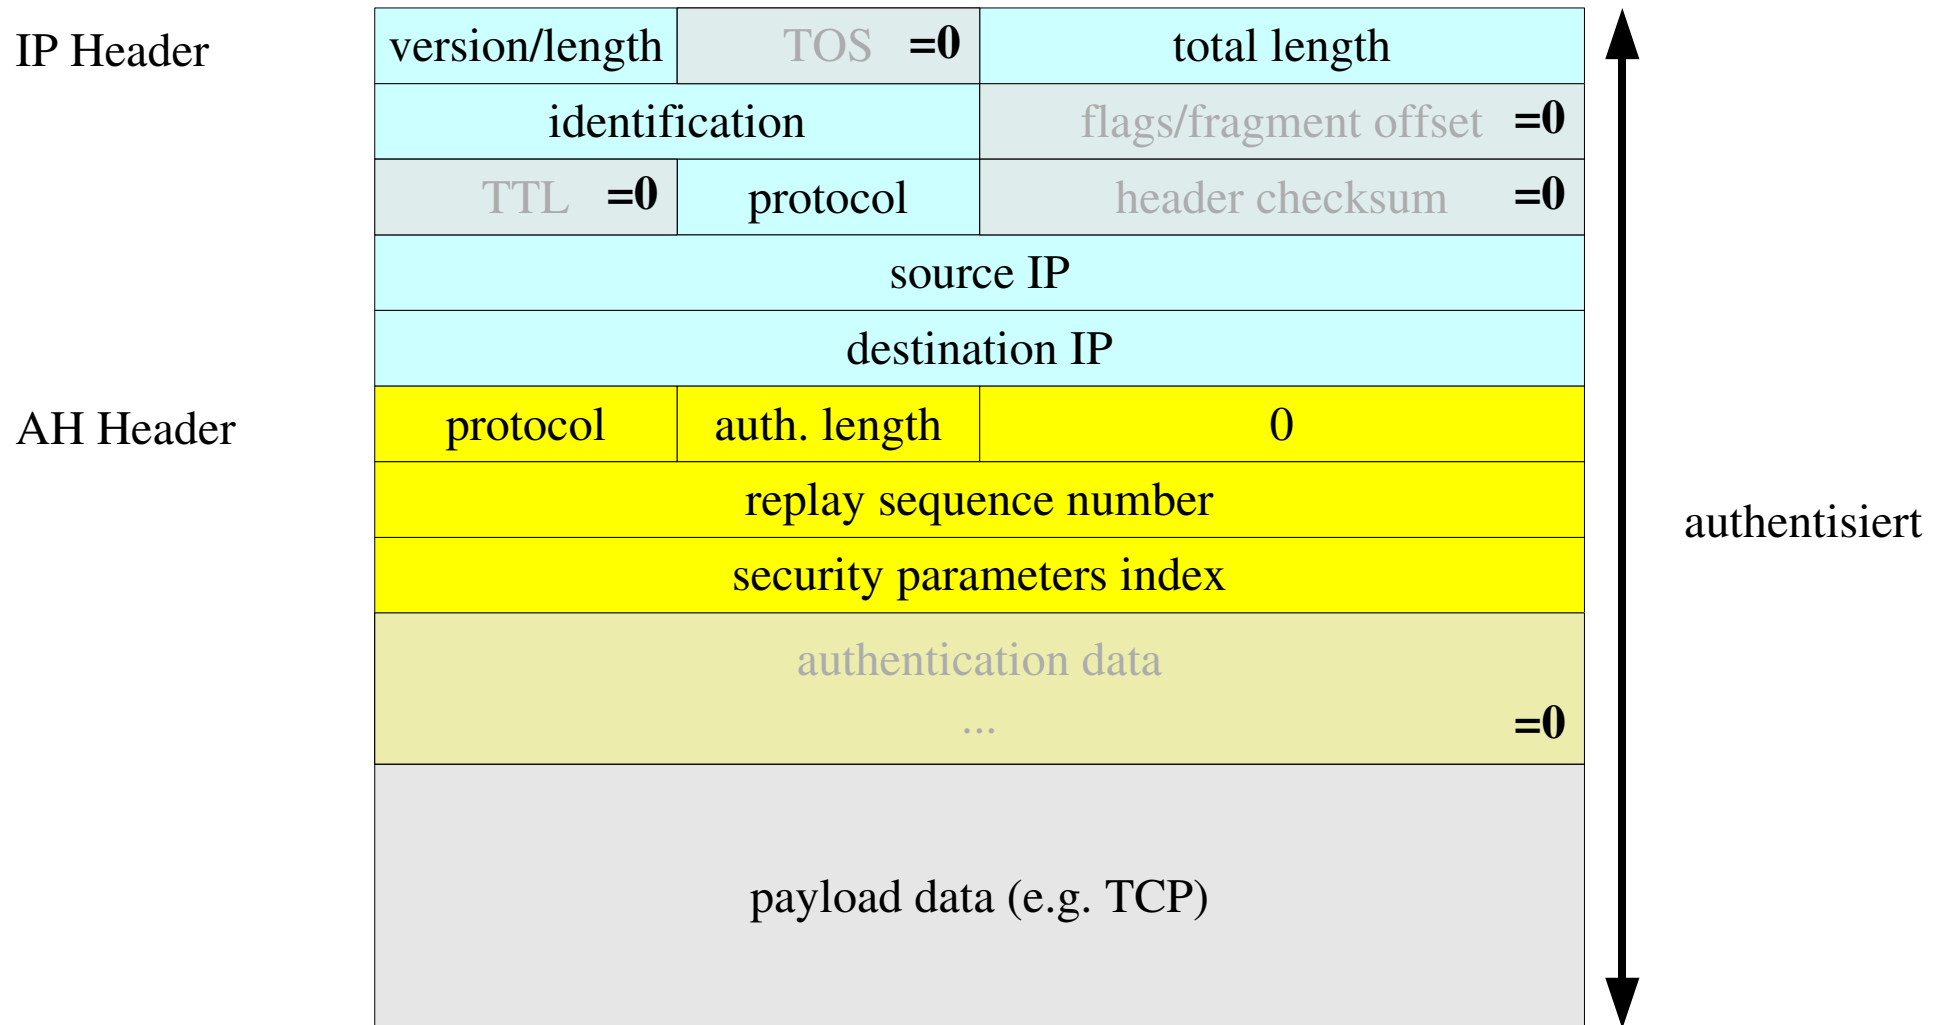 IP Header
version/length
TOS =0
total length
identification
flags/fragment offset =0
TTL =0
protocol
header checksum =0
source IP
destination IP
AH Header
protocol
auth. length
0
replay sequence number
security parameters index
authentication data
... =0
payload data (e.g. TCP)
authentisiert